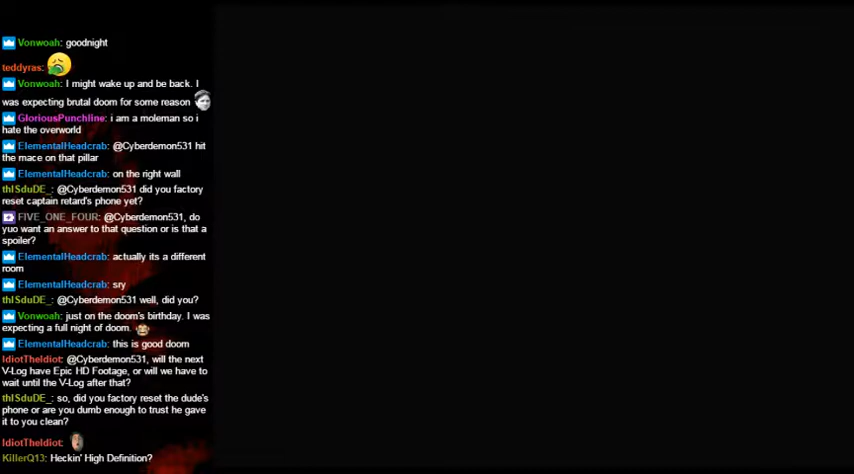 Vonwoah: goodnight
teddyras:
Vonwoah: I might wake up and be back. I
was expecting brutal doom for some reason
GloriousPunchline: i am a moleman so i
hate the overworld
ElementalHeadcrab: @Cyberdemon531 hit
the mace on that pillar
ElementalHeadcrab: on the right wall
thISduDE_: @Cyberdemon531 did you factory
reset captain retard's phone yet?
FIVE_ONE_FOUR: @Cyberdemon531, do
yuo want an answer to that question or is that a
spoiler?
ElementalHeadcrab: actually its a different
room
ElementalHeadcrab: sry
thISduDE_: @Cyberdemon531 well, did you?
Vonwoah: just on the doom's birthday. I was
expecting a full night of doom.
ElementalHeadcrab: this is good doom
IdiotTheIdiot: @Cyberdemon531, will the next
V-Log have Epic HD Footage, or will we have to
wait until the V-Log after that?
thISduDE_: so, did you factory reset the dude's
phone or are you dumb enough to trust he gave
it to you clean?
IdiotTheIdiot:
KillerQ13: Heckin' High Definition?